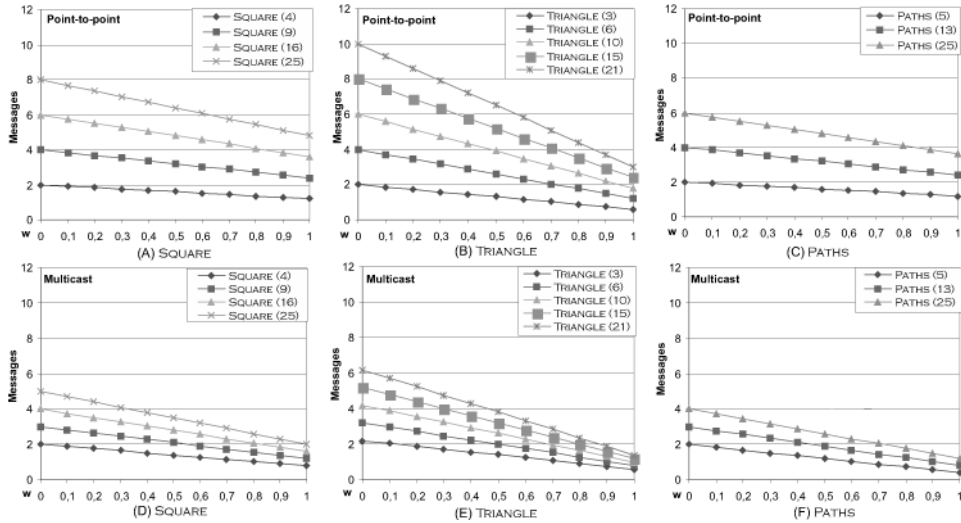 Point-to-point
SQUARE (4)
SQUARE (9)
SQUARE (16)
SQUARE (25)
Messages
12
10
8
6
4
2
0
w 0 0,1 0,2 0,3 0,4 0,5 0,6 0,7 0,8 0,9 1
(A) SQUARE
Point-to-point
TRIANGLE (3)
TRIANGLE (6)
TRIANGLE (10)
TRIANGLE (15)
TRIANGLE (21)
Messages
12
10
8
6
4
2
0
w 0 0,1 0,2 0,3 0,4 0,5 0,6 0,7 0,8 0,9 1
(B) TRIANGLE
Point-to-point
PATHS (5)
PATHS (13)
PATHS (25)
Messages
12
10
8
6
4
2
0
w 0 0,1 0,2 0,3 0,4 0,5 0,6 0,7 0,8 0,9 1
(C) PATHS
Multicast
SQUARE (4)
SQUARE (9)
SQUARE (16)
SQUARE (25)
Messages
12
10
8
6
4
2
0
w 0 0,1 0,2 0,3 0,4 0,5 0,6 0,7 0,8 0,9 1
(D) SQUARE
Multicast
TRIANGLE (3)
TRIANGLE (6)
TRIANGLE (10)
TRIANGLE (15)
TRIANGLE (21)
Messages
12
10
8
6
4
2
0
w 0 0,1 0,2 0,3 0,4 0,5 0,6 0,7 0,8 0,9 1
(E) TRIANGLE
Multicast
PATHS (5)
PATHS (13)
PATHS (25)
Messages
12
10
8
6
4
2
0
w 0 0,1 0,2 0,3 0,4 0,5 0,6 0,7 0,8 0,9 1
(F) PATHS